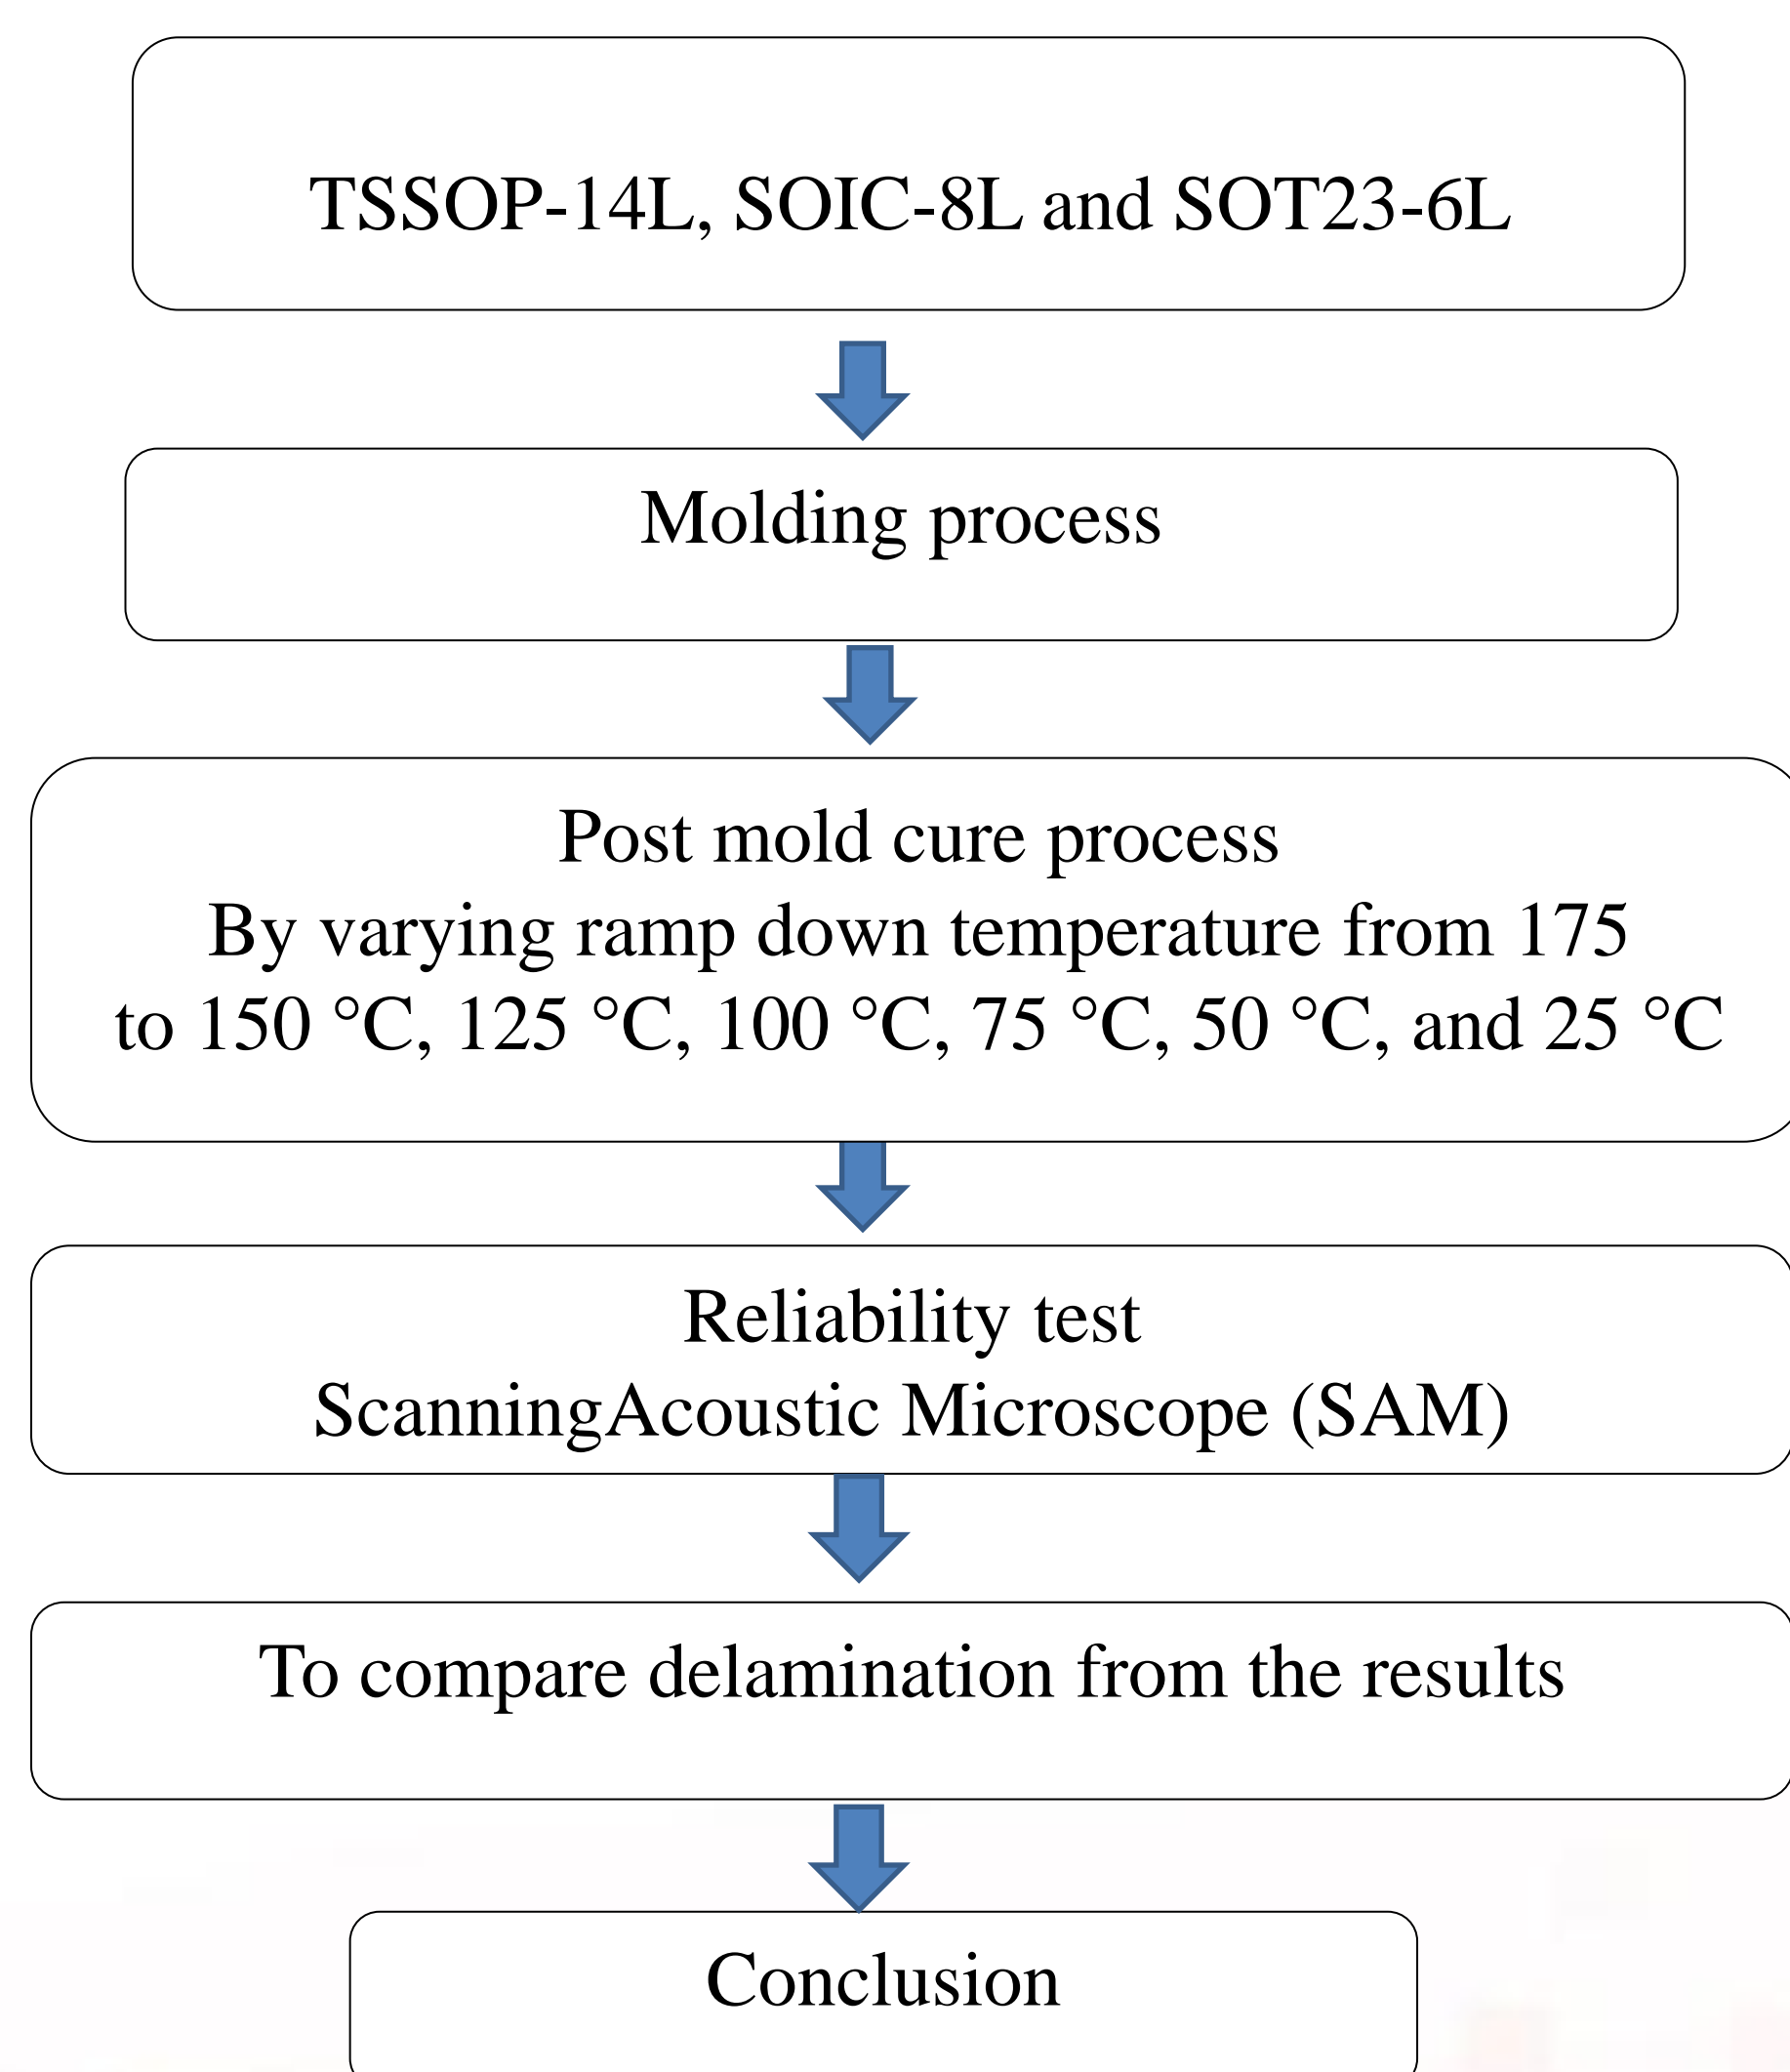 TSSOP-14L, SOIC-8L and SOT23-6L
Molding process
Post mold cure process
By varying ramp down temperature from 175
to 150 °C, 125 °C, 100 °C, 75 °C, 50 °C, and 25 °C
Reliability test
ScanningAcoustic Microscope (SAM)
To compare delamination from the results
Conclusion